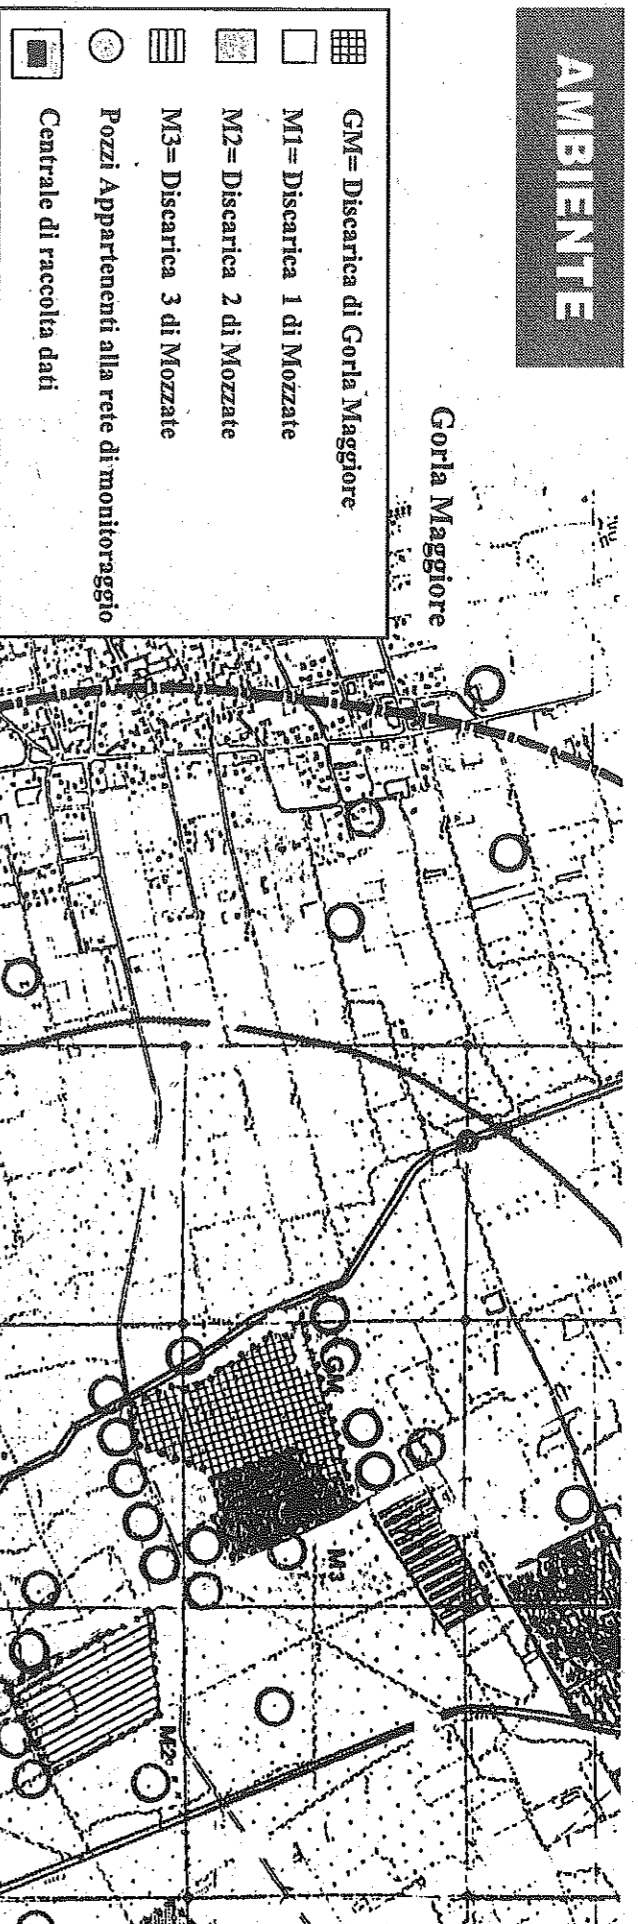 AMBIENTE
Gorla Maggiore
GM= Discarica di Gorla Maggiore
M1= Discarica 1 di Mozzate
M2= Discarica 2 di Mozzate
M3= Discarica 3 di Mozzate
Pozzi Appartenenti alla rete di monitoraggio
Centrale di raccolta dati
GM
M3
M2